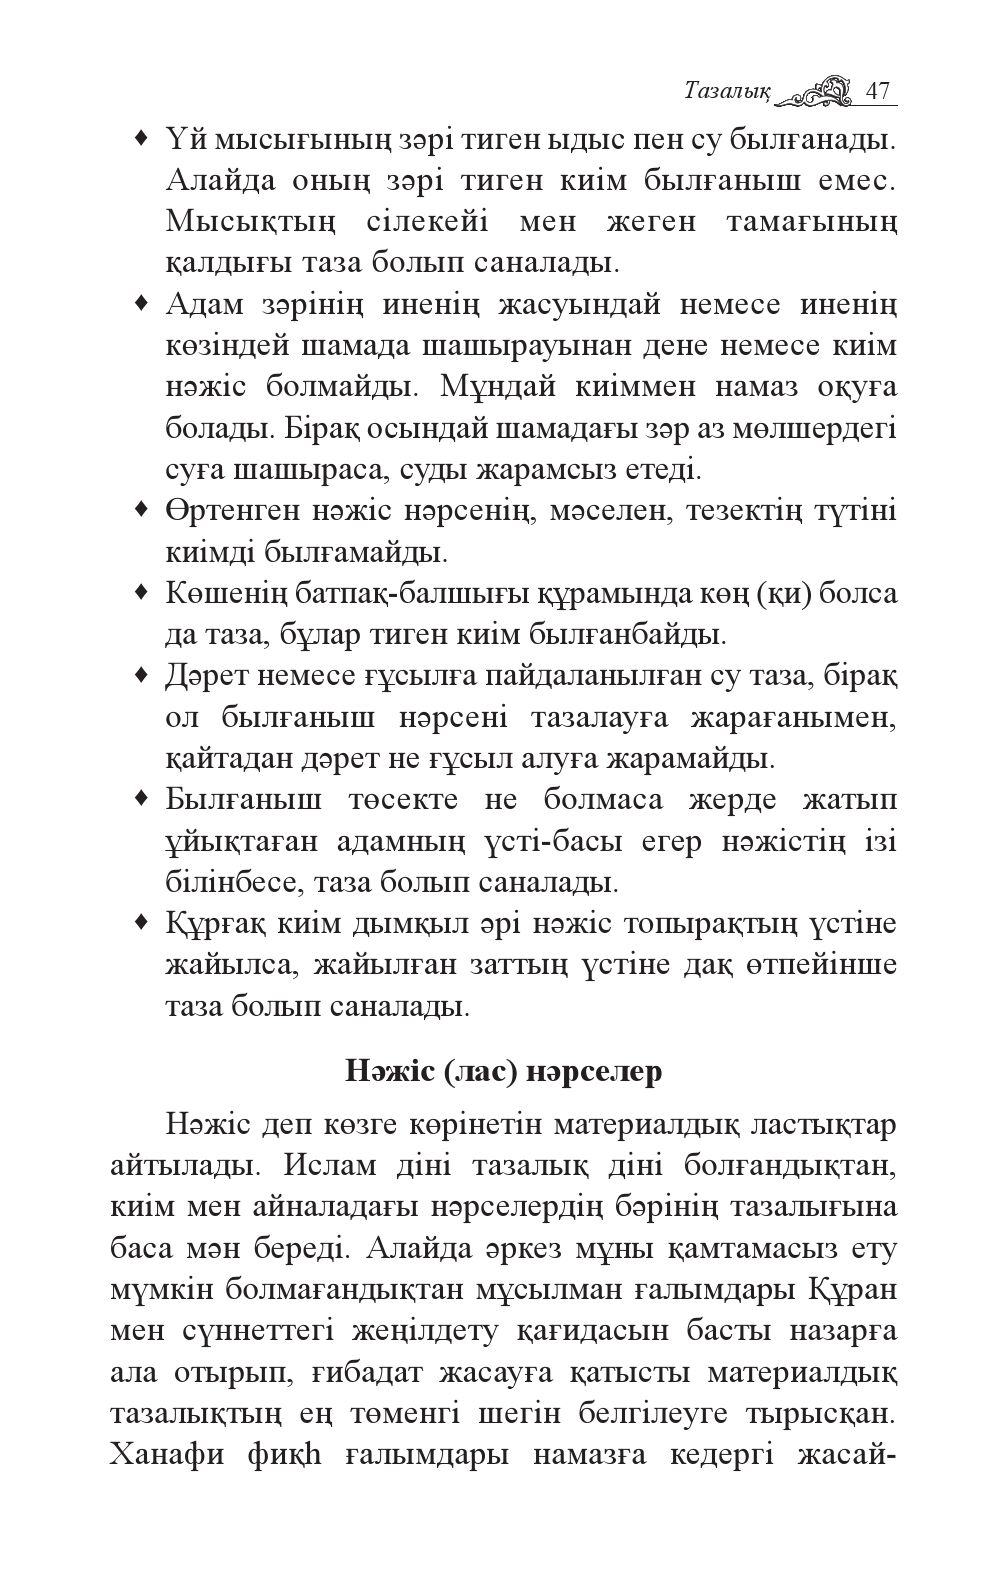 Тазалық 47
♦ Үй мысығының зәрі тиген ыдыс пен су былғанады.
Алайда оның зәрі тиген киім былғаныш емес.
Мысықтың сілекейі мен жеген тамағының
қалдығы таза болып саналады.
♦ Адам зәрінің иненің жасуындай немесе иненің
көзіндей шамада шашырауынан дене немесе киім
нәжіс болмайды. Мұндай киіммен намаз оқуға
болады. Бірақ осындай шамадағы зәр аз мөлшердегі
суға шашыраса, суды жарамсыз етеді.
♦ Өртенген нәжіс нәрсенің, мәселен, тезектің түтіні
киімді былғамайды.
♦ Көшенің батпақ-балшығы құрамында көң (қи) болса
да таза, бұлар тиген киім былғанбайды.
♦ Дәрет немесе ғұсылға пайдаланылған су таза, бірақ
ол былғаныш нәрсені тазалауға жарағанымен,
қайтадан дәрет не ғұсыл алуға жарамайды.
♦ Былғаныш төсекте не болмаса жерде жатып
ұйықтаған адамның үсті-басы егер нәжістің ізі
білінбесе, таза болып саналады.
♦ Құрғақ киім дымқыл әрі нәжіс топырақтың үстіне
жайылса, жайылған заттың үстіне дақ өтпейінше
таза болып саналады.
Нәжіс (лас) нәрселер
Нәжіс деп көзге көрінетін материалдық ластықтар
айтылады. Ислам діні тазалық діні болғандықтан,
киім мен айналадағы нәрселердің бәрінің тазалығына
баса мән береді. Алайда әркез мұны қамтамасыз ету
мүмкін болмағандықтан мұсылман ғалымдары Құран
мен сүннеттегі жеңілдету қағидасын басты назарға
ала отырып, ғибадат жасауға қатысты материалдық
тазалықтың ең төменгі шегін белгілеуге тырысқан.
Ханафи фиқһ ғалымдары намазға кедергі жасай-